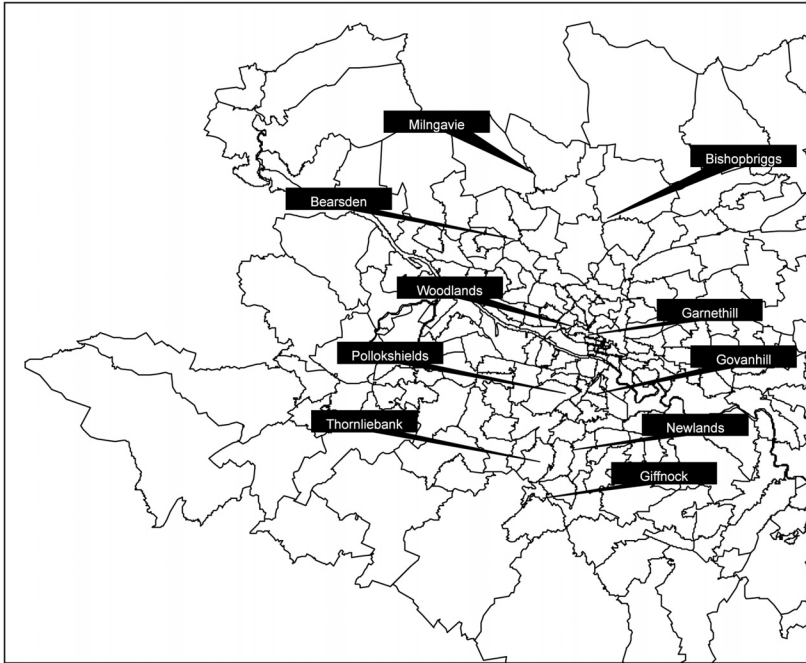 Milngavie
Bishopbriggs
Bearsden
Woodlands
Garnethill
Pollokshields
Govanhill
Thornliebank
Newlands
Giffnock